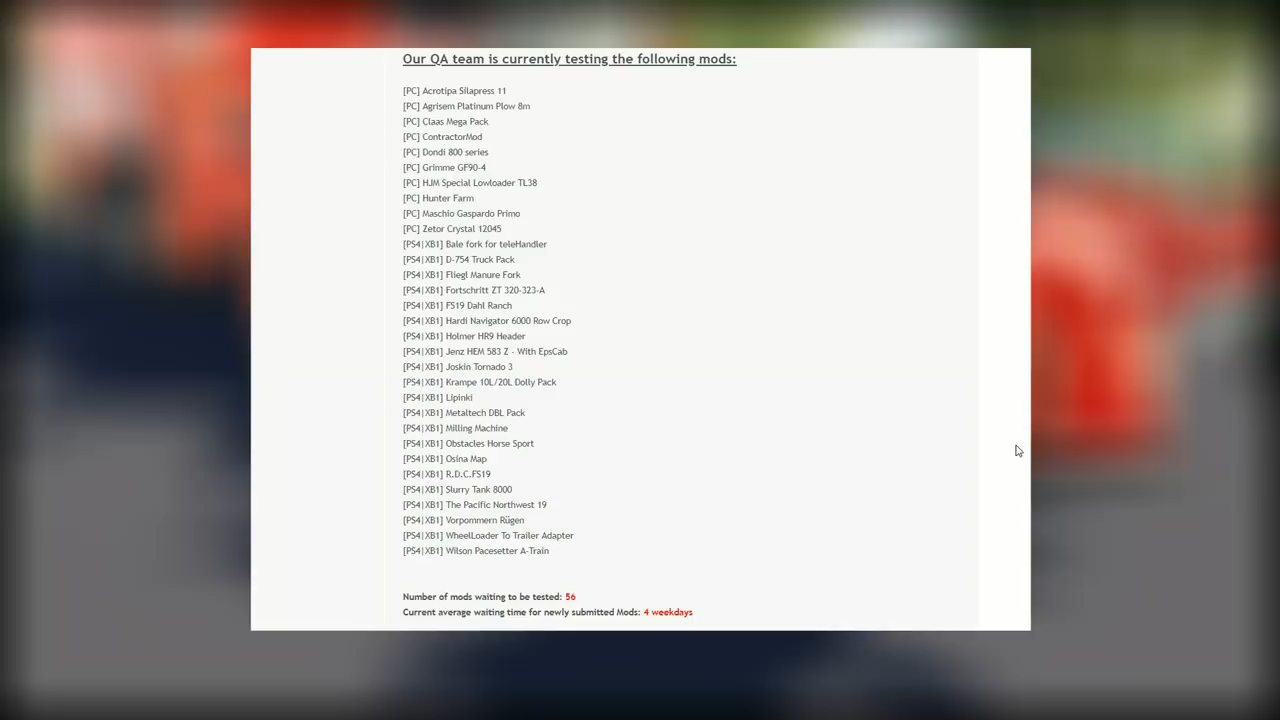 Our QA team is currently testing the following mods:
[PC] Acrotipa Silapress 11
[PC] Agrisem Platinum Plow 8m
[PC] Claas Mega Pack
[PC] ContractorMod
[PC] Dondi 800 series
[PC] Grimme GF90-4
[PC] HJM Special Lowloader TL38
[PC] Hunter Farm
[PC] Maschio Gaspardo Primo
[PC] Zetor Crystal 12045
[PS4|XB1] Bale fork for teleHandler
[PS4|XB1] D-754 Truck Pack
[PS4|XB1] Fliegl Manure Fork
[PS4|XB1] Fortschritt ZT 320-323-A
[PS4|XB1] FS19 Dahl Ranch
[PS4|XB1] Hardi Navigator 6000 Row Crop
[PS4|XB1] Holmer HR9 Header
[PS4|XB1] Jenz HEM 583 Z - With EpsCab
[PS4|XB1] Joskin Tornado 3
[PS4|XB1] Krampe 10L/20L Dolly Pack
[PS4|XB1] Lipinki
[PS4|XB1] Metaltech DBL Pack
[PS4|XB1] Milling Machine
[PS4|XB1] Obstacles Horse Sport
[PS4|XB1] Osina Map
[PS4|XB1] R.D.C.FS19
[PS4|XB1] Slurry Tank 8000
[PS4|XB1] The Pacific Northwest 19
[PS4|XB1] Vorpommern Rügen
[PS4|XB1] WheelLoader To Trailer Adapter
[PS4|XB1] Wilson Pacesetter A-Train
Number of mods waiting to be tested: 56
Current average waiting time for newly submitted Mods: 4 weekdays